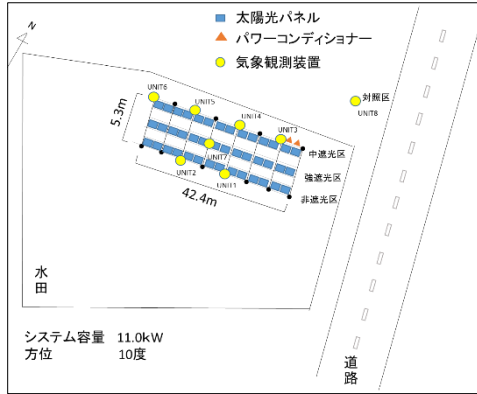 太陽光パネル
パワーコンディショナー
気象観測装置
N
UNIT6
UNIT5
UNIT4
UNIT3
対照区
UNIT8
5.3m
中遮光区
強遮光区
非遮光区
UNIT7
UNIT2
UNIT1
42.4m
水田
システム容量 11.0kW
方位 10度
道路